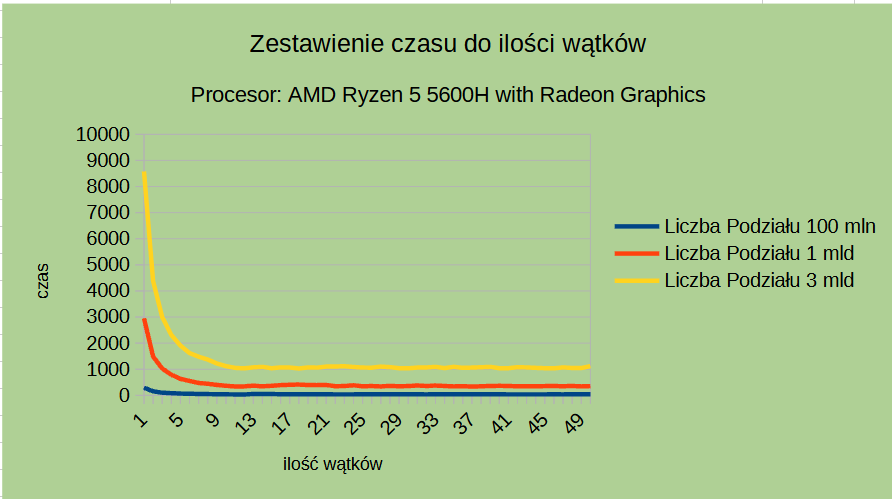 Zestawienie czasu do ilości wątków
Procesor: AMD Ryzen 5 5600H with Radeon Graphics
10000
9000
8000
7000
6000
5000
4000
3000
2000
1000
0
czas
1 5 9 13 17 21 25 29 33 37 41 45 49
ilość wątków
Liczba Podziału 100 mln
Liczba Podziału 1 mld
Liczba Podziału 3 mld